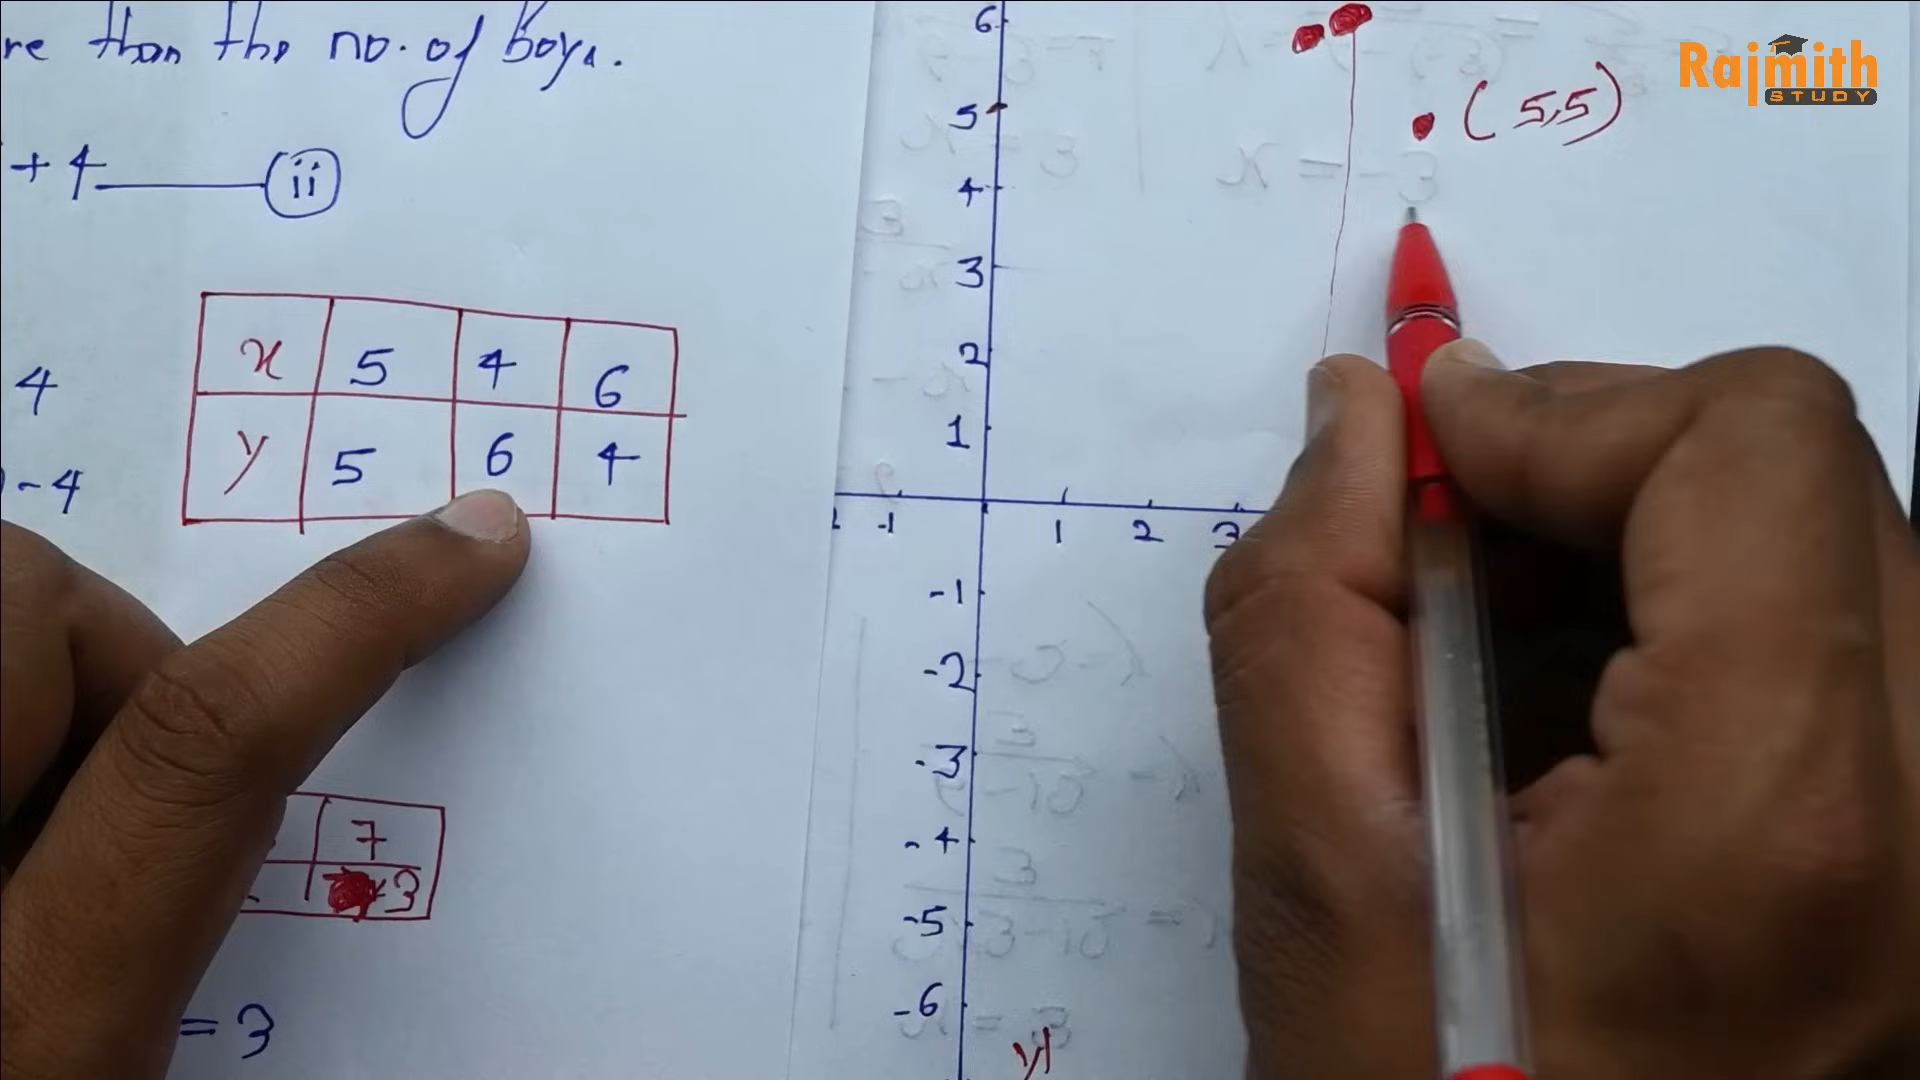 re than the no. of boys.
+4 ii
4
-4
x 5 4 6
y 5 6 4
7
3
= 3
6
5
4
3
2
1
-1 1 2 3
-1
-2
-3
-4
-5
-6
y'
(5,5)
Rajmith
STUDY